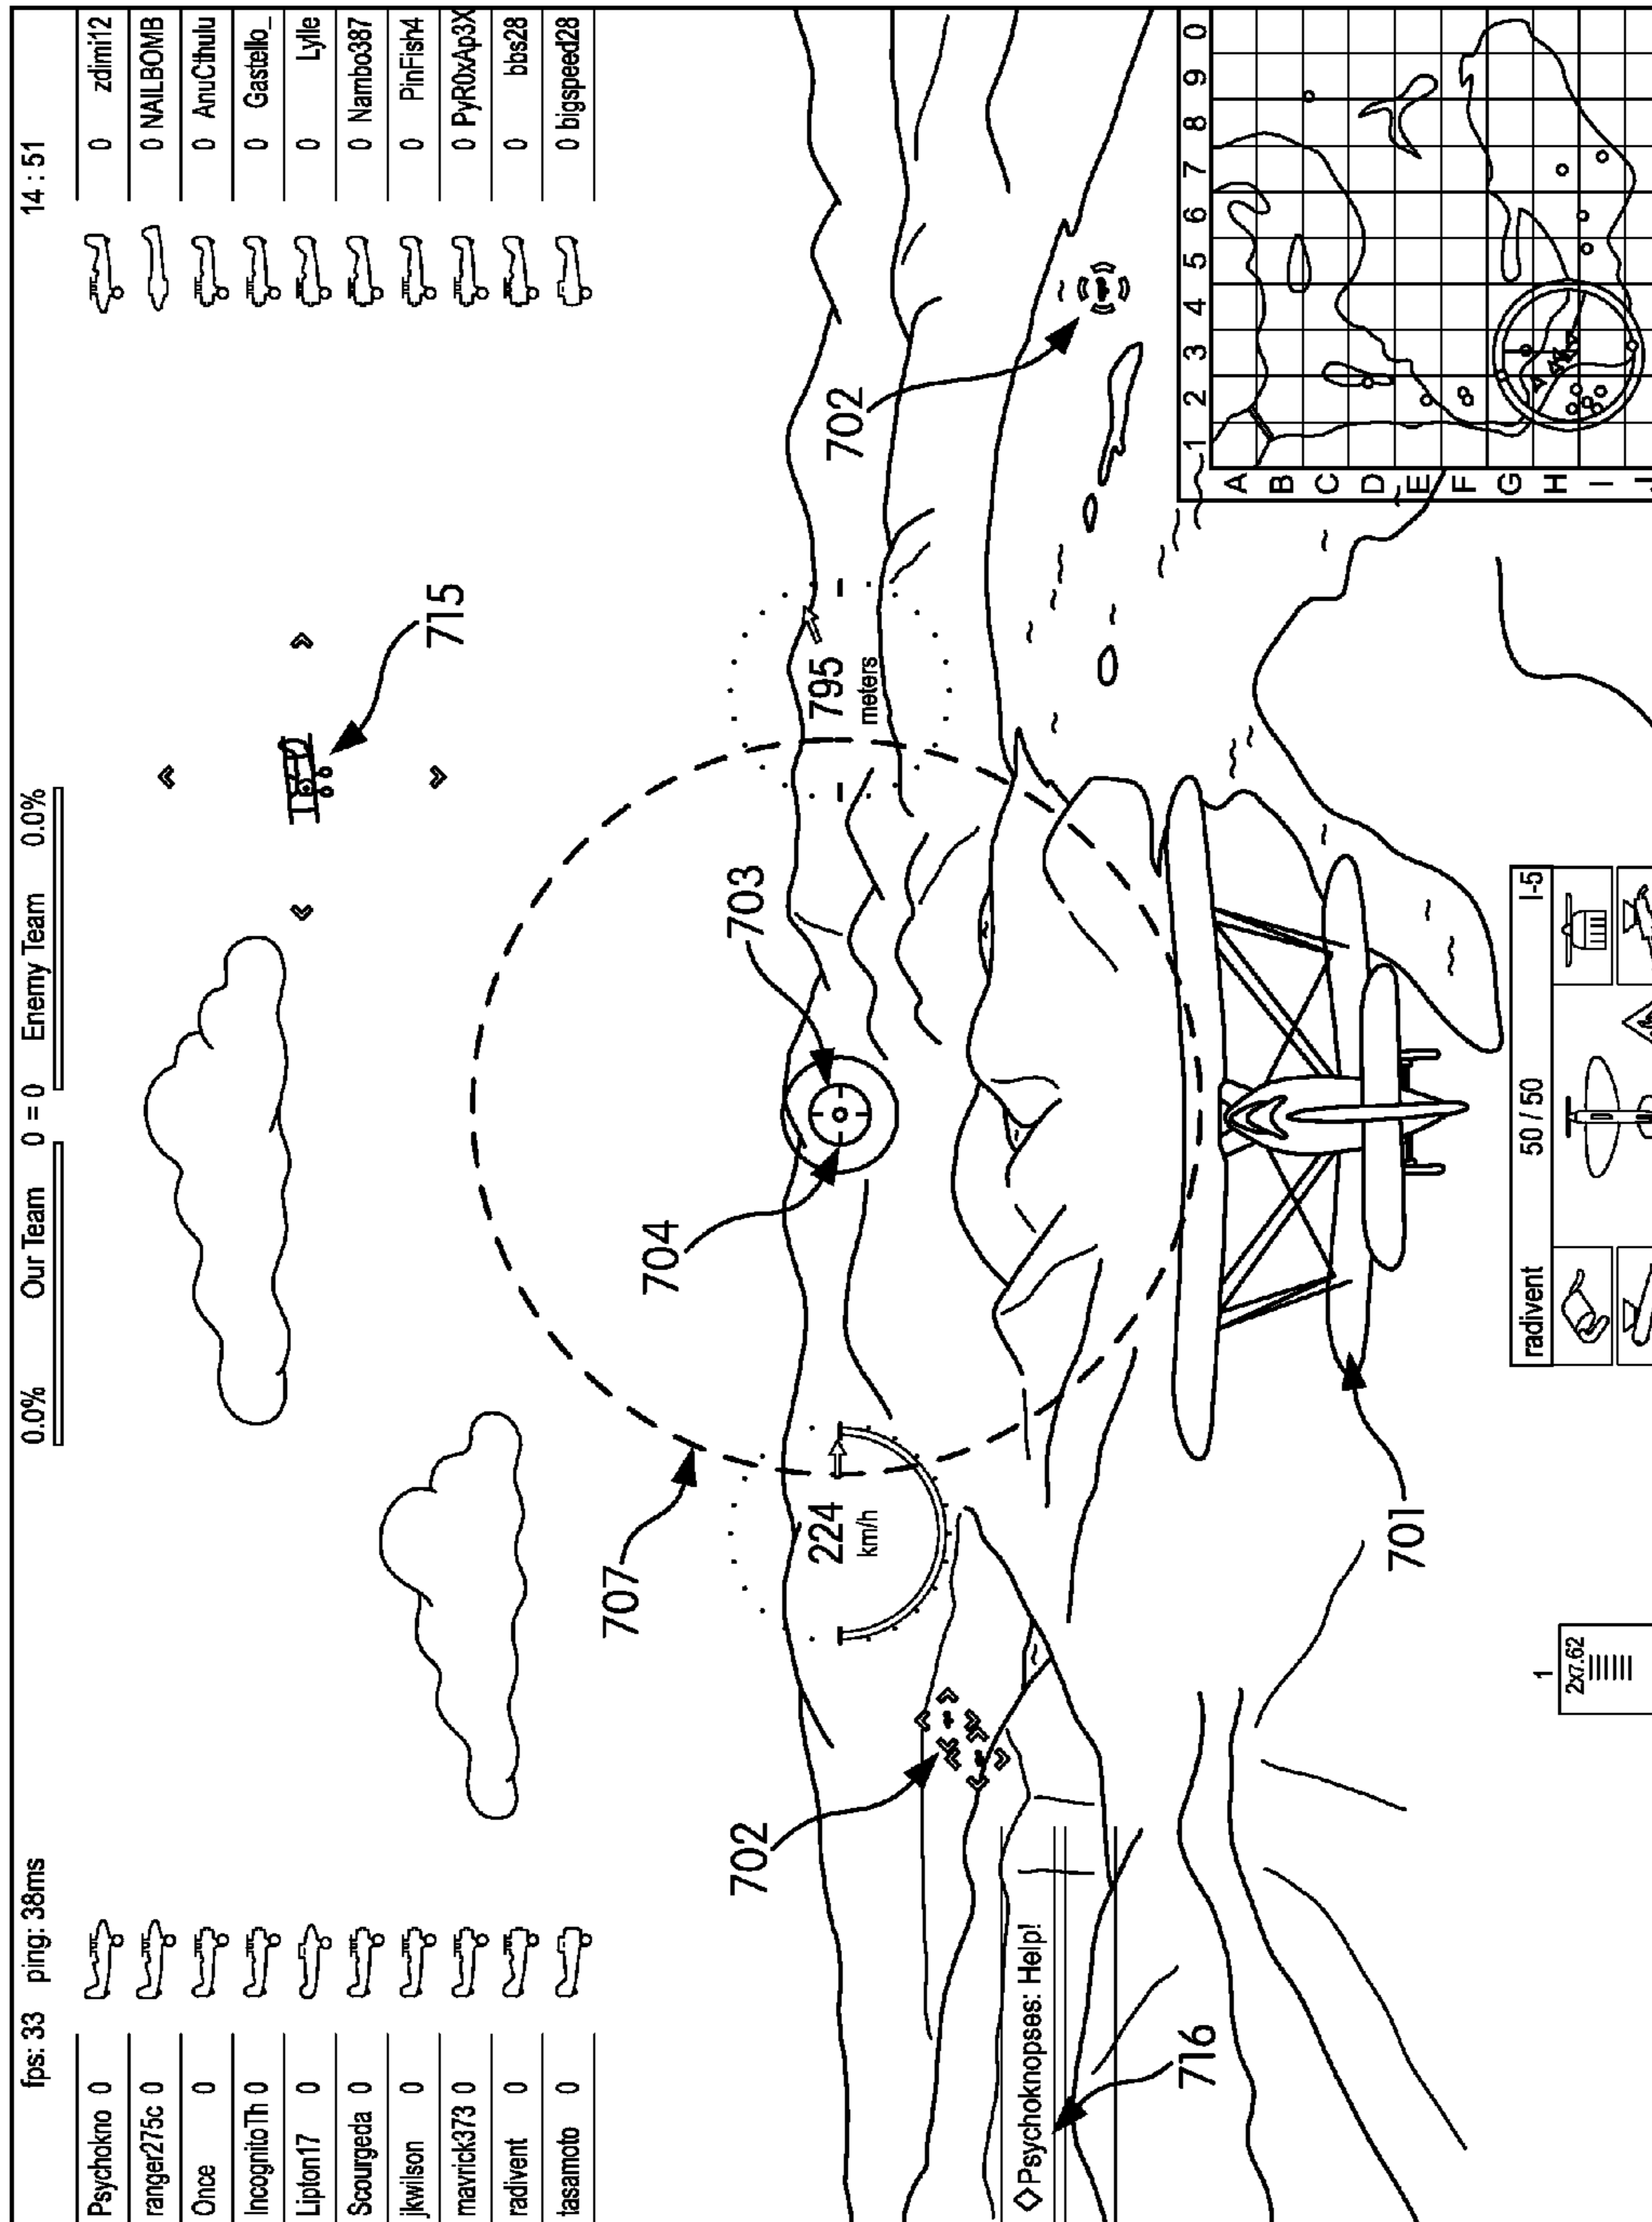 fps: 33 ping: 38ms
0.0% Our Team 0 = 0 Enemy Team 0.0%
14 : 51
Psychokno 0
ranger275c 0
Once 0
IncognitoTh 0
Lipton17 0
Scourgeda 0
jkwilson 0
mavrick373 0
radivent 0
tasamoto 0
0 zdimi12
0 NAILBOMB
0 AnuCthulu
0 Gastello_
0 Lylle
0 Nambo387
0 PinFish4
0 PyR0xAp3X
0 bbs28
0 bigspeed28
715
707
704
703
702
702
224
km/h
795
meters
◇Psychoknopses: Help!
716
701
1 2 3 4 5 6 7 8 9 0
A
B
C
D
E
F
G
H
I
J
radivent 50 / 50 I-5
1
2x7.62